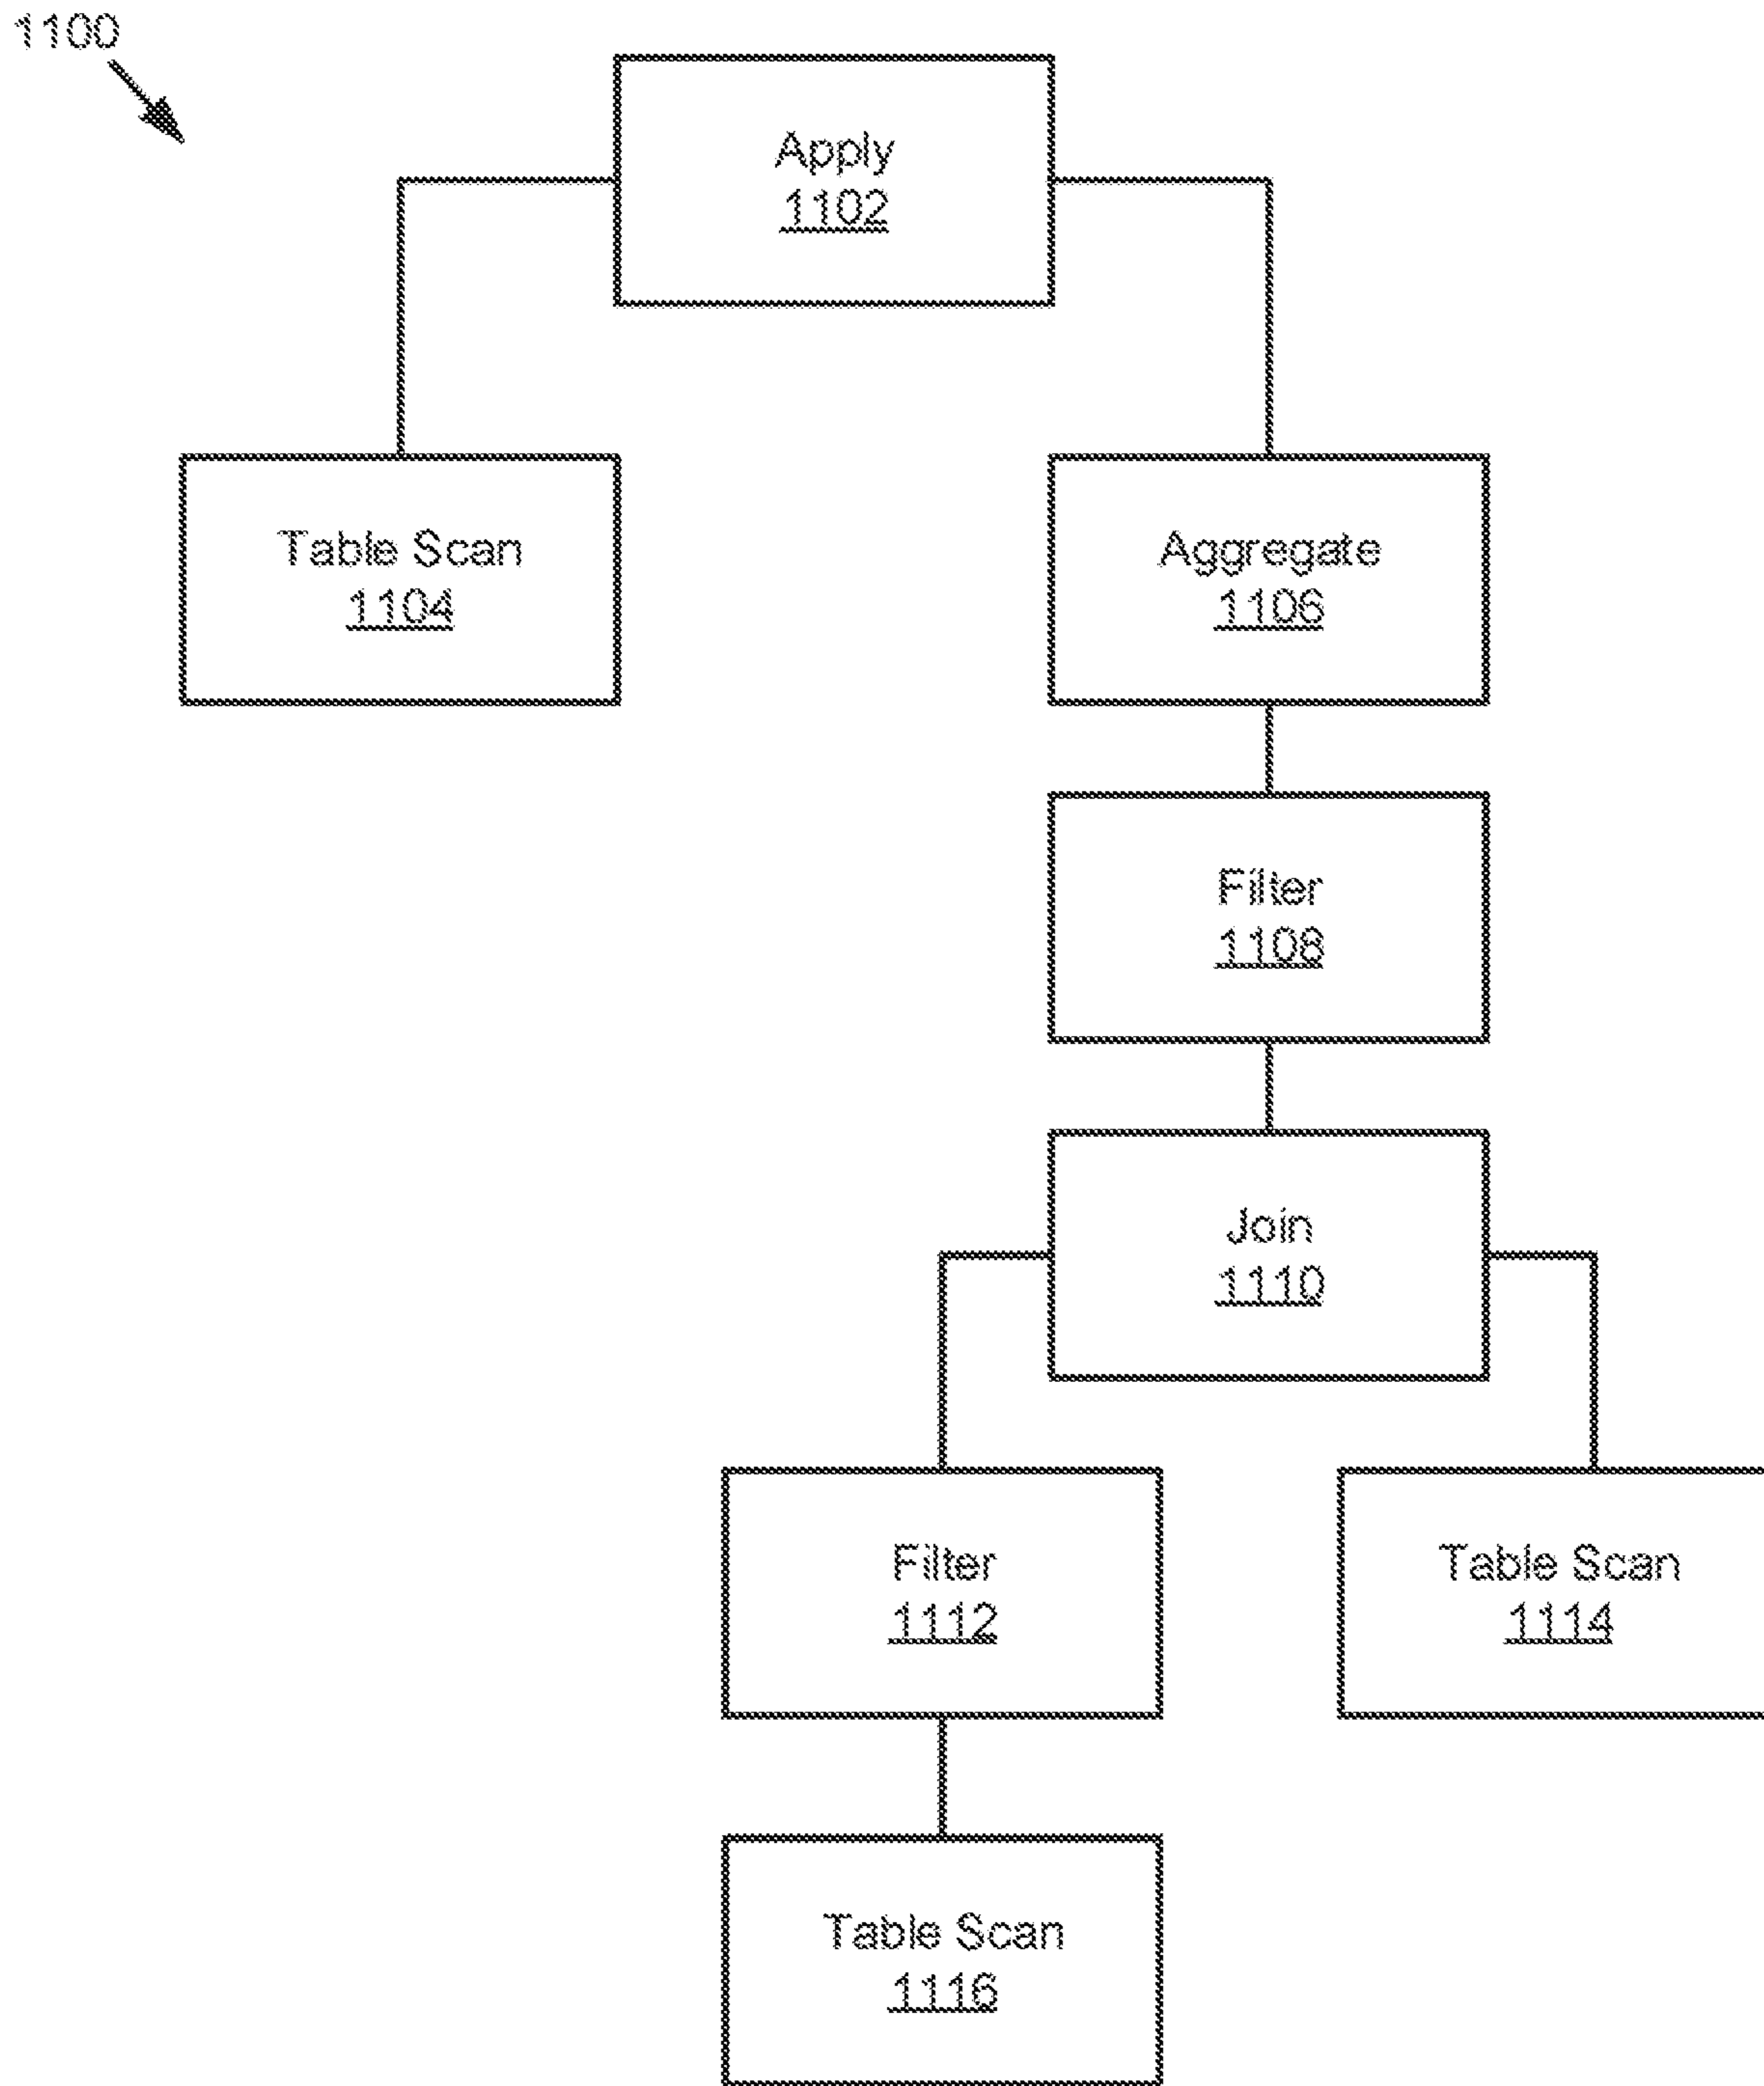 1100
Apply
1102
Table Scan
1104
Aggregate
1106
Filter
1108
Join
1110
Filter
1112
Table Scan
1114
Table Scan
1116